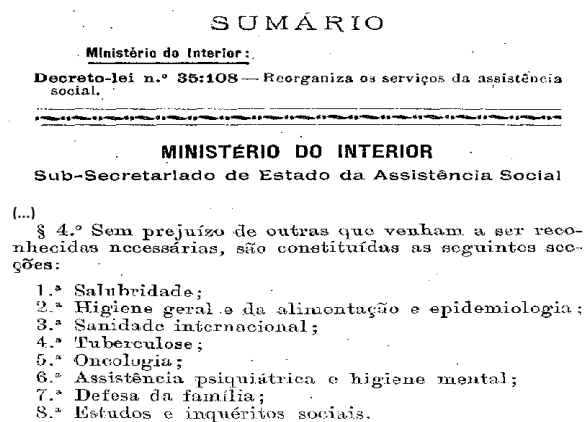 SUMÁRIO
Ministério do Interior:
Decreto-lei n.º 35:108 — Reorganiza os serviços da assistência
social.
MINISTÉRIO DO INTERIOR
Sub-Secretariado de Estado da Assistência Social
(...)
§ 4.º Sem prejuízo de outras que venham a ser reco-
nhecidas necessárias, são constituídas as seguintes sec-
ções:
1.ª Salubridade;
2.ª Higiene geral e da alimentação e epidemiologia;
3.ª Sanidade internacional;
4.ª Tuberculose;
5.ª Oncologia;
6.ª Assistência psiquiátrica e higiene mental;
7.ª Defesa da família;
8.ª Estudos e inquéritos sociais.